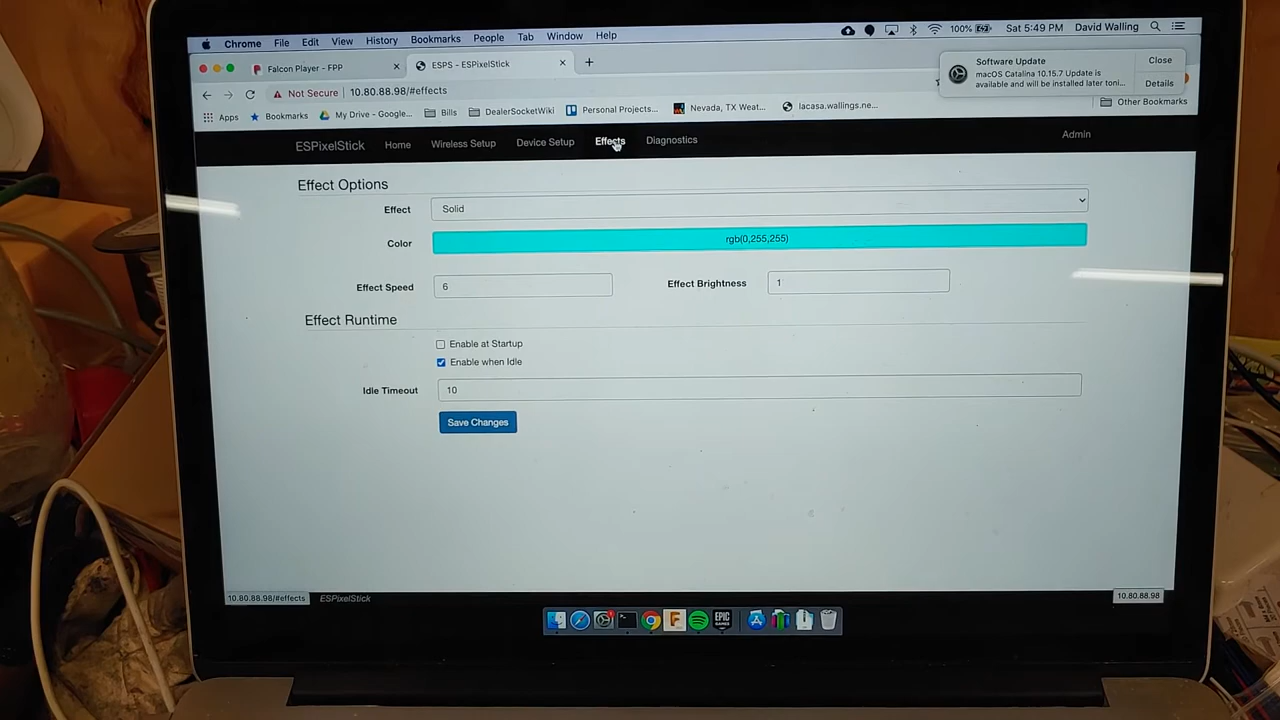 Chrome File Edit View History Bookmarks People Tab Window Help 100% Sat 5:49 PM David Walling
Falcon Player - FPP × ESPS - ESPixelStick × +
Software Update Close
macOS Catalina 10.15.7 Update is
available and will be installed later toni... Details
Not Secure 10.80.88.98/#effects
Apps Bookmarks My Drive - Google... Bills DealerSocketWiki Personal Projects... Nevada, TX Weat... lacasa.wallings.ne... Other Bookmarks
ESPixelStick Home Wireless Setup Device Setup Effects Diagnostics Admin
Effect Options
Effect Solid
Color rgb(0,255,255)
Effect Speed 6 Effect Brightness 1
Effect Runtime
Enable at Startup
Enable when Idle
Idle Timeout 10
Save Changes
10.80.88.98/#effects ESPixelStick 10.80.88.98
EPIC
GAMES